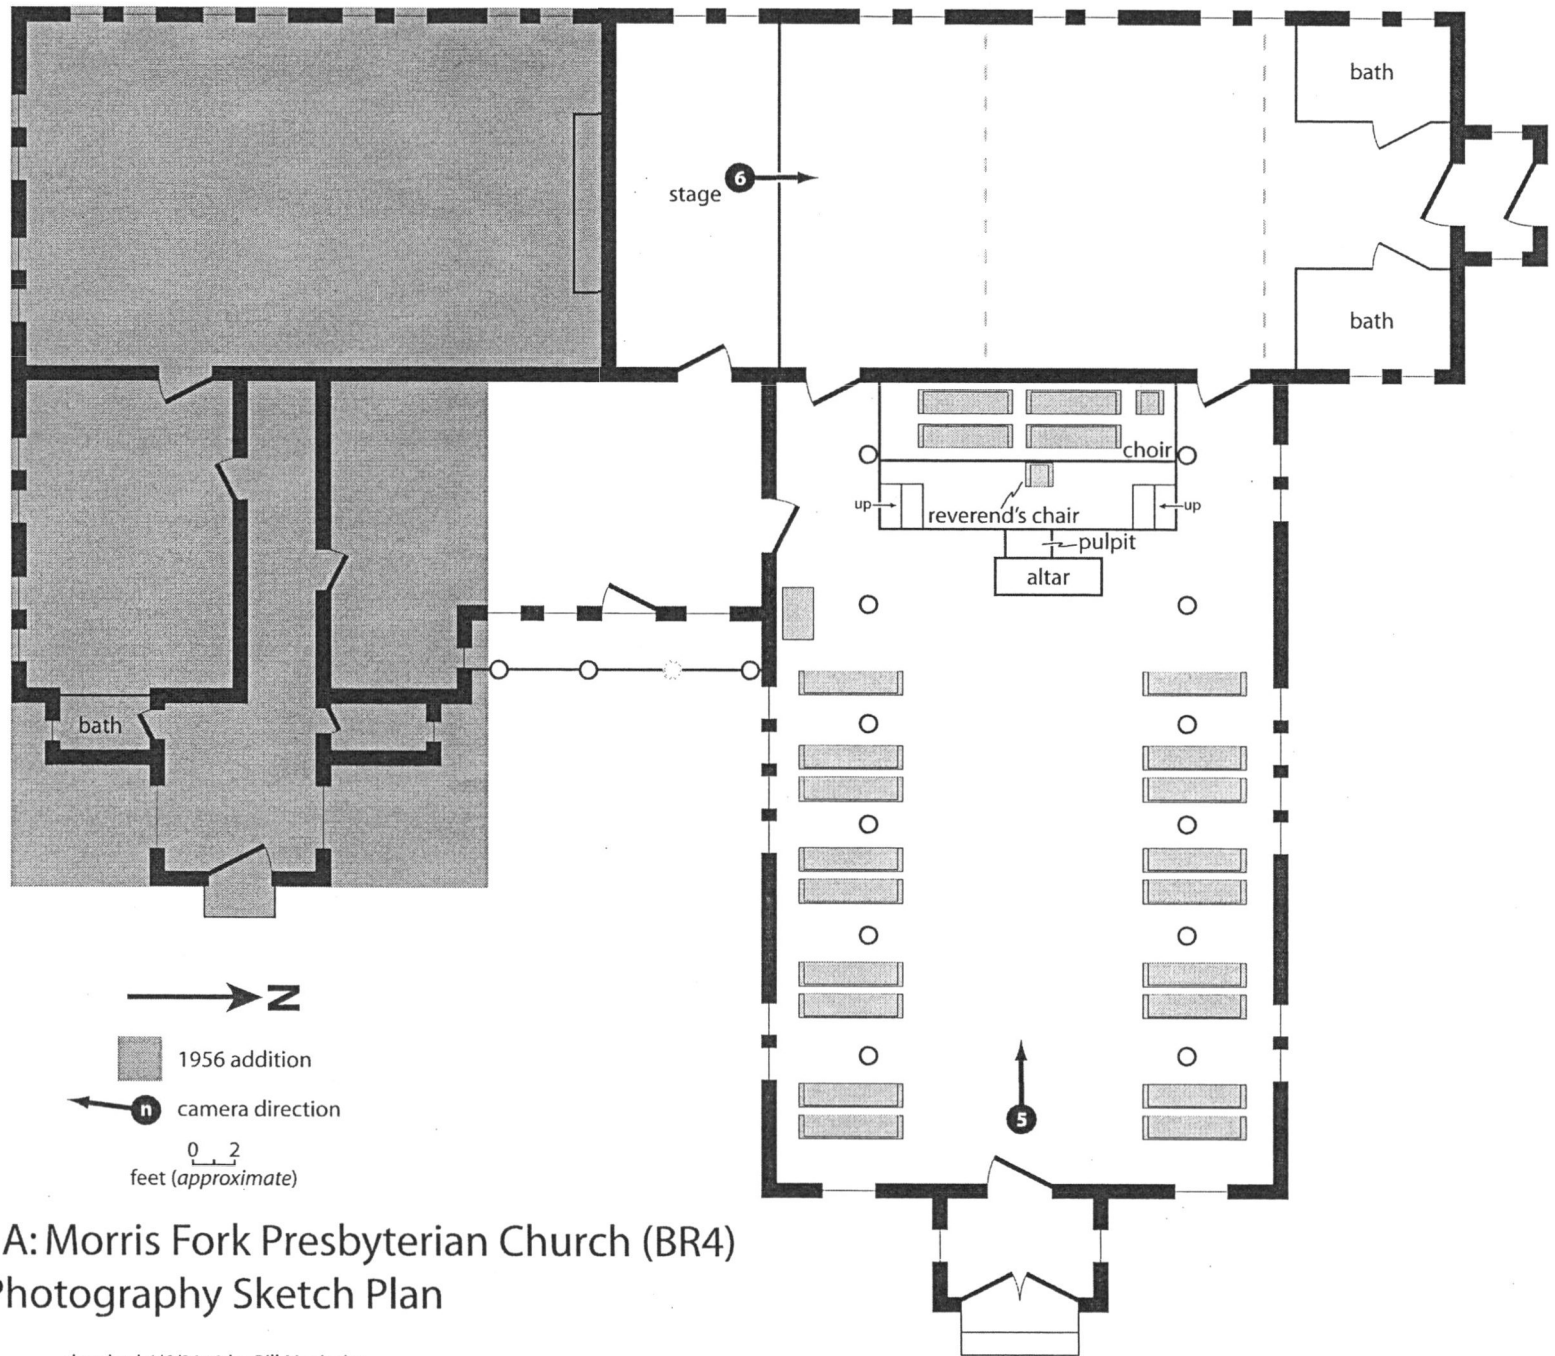 bath
6
stage
bath
choir
up
up
reverend's chair
pulpit
altar
bath
N
1956 addition
n camera direction
5
0 2
feet (approximate)
A: Morris Fork Presbyterian Church (BR4)
Photography Sketch Plan